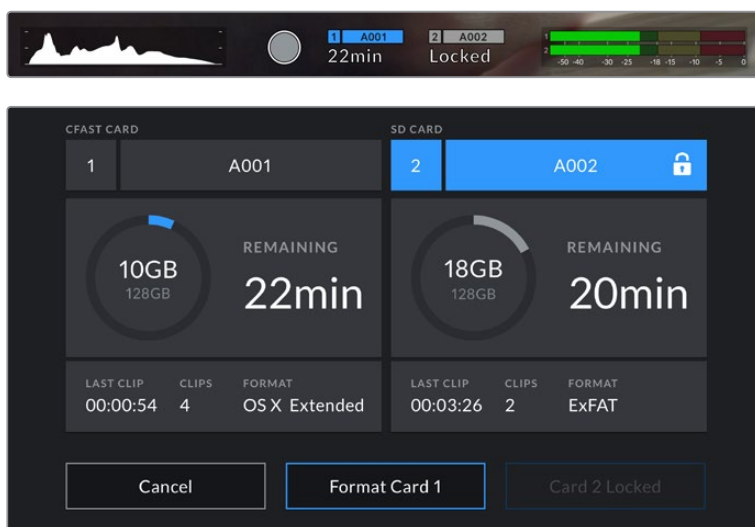 1 A001 2 A002
22min Locked
1
2
-50 -40 -30 -25 -18 -15 -10 -5 0
CFAST CARD SD CARD
1 A001 2 A002
10GB
128GB
REMAINING
22min
18GB
128GB
REMAINING
20min
LAST CLIP CLIPS FORMAT
00:00:54 4 OS X Extended
LAST CLIP CLIPS FORMAT
00:03:26 2 ExFAT
Cancel Format Card 1 Card 2 Locked